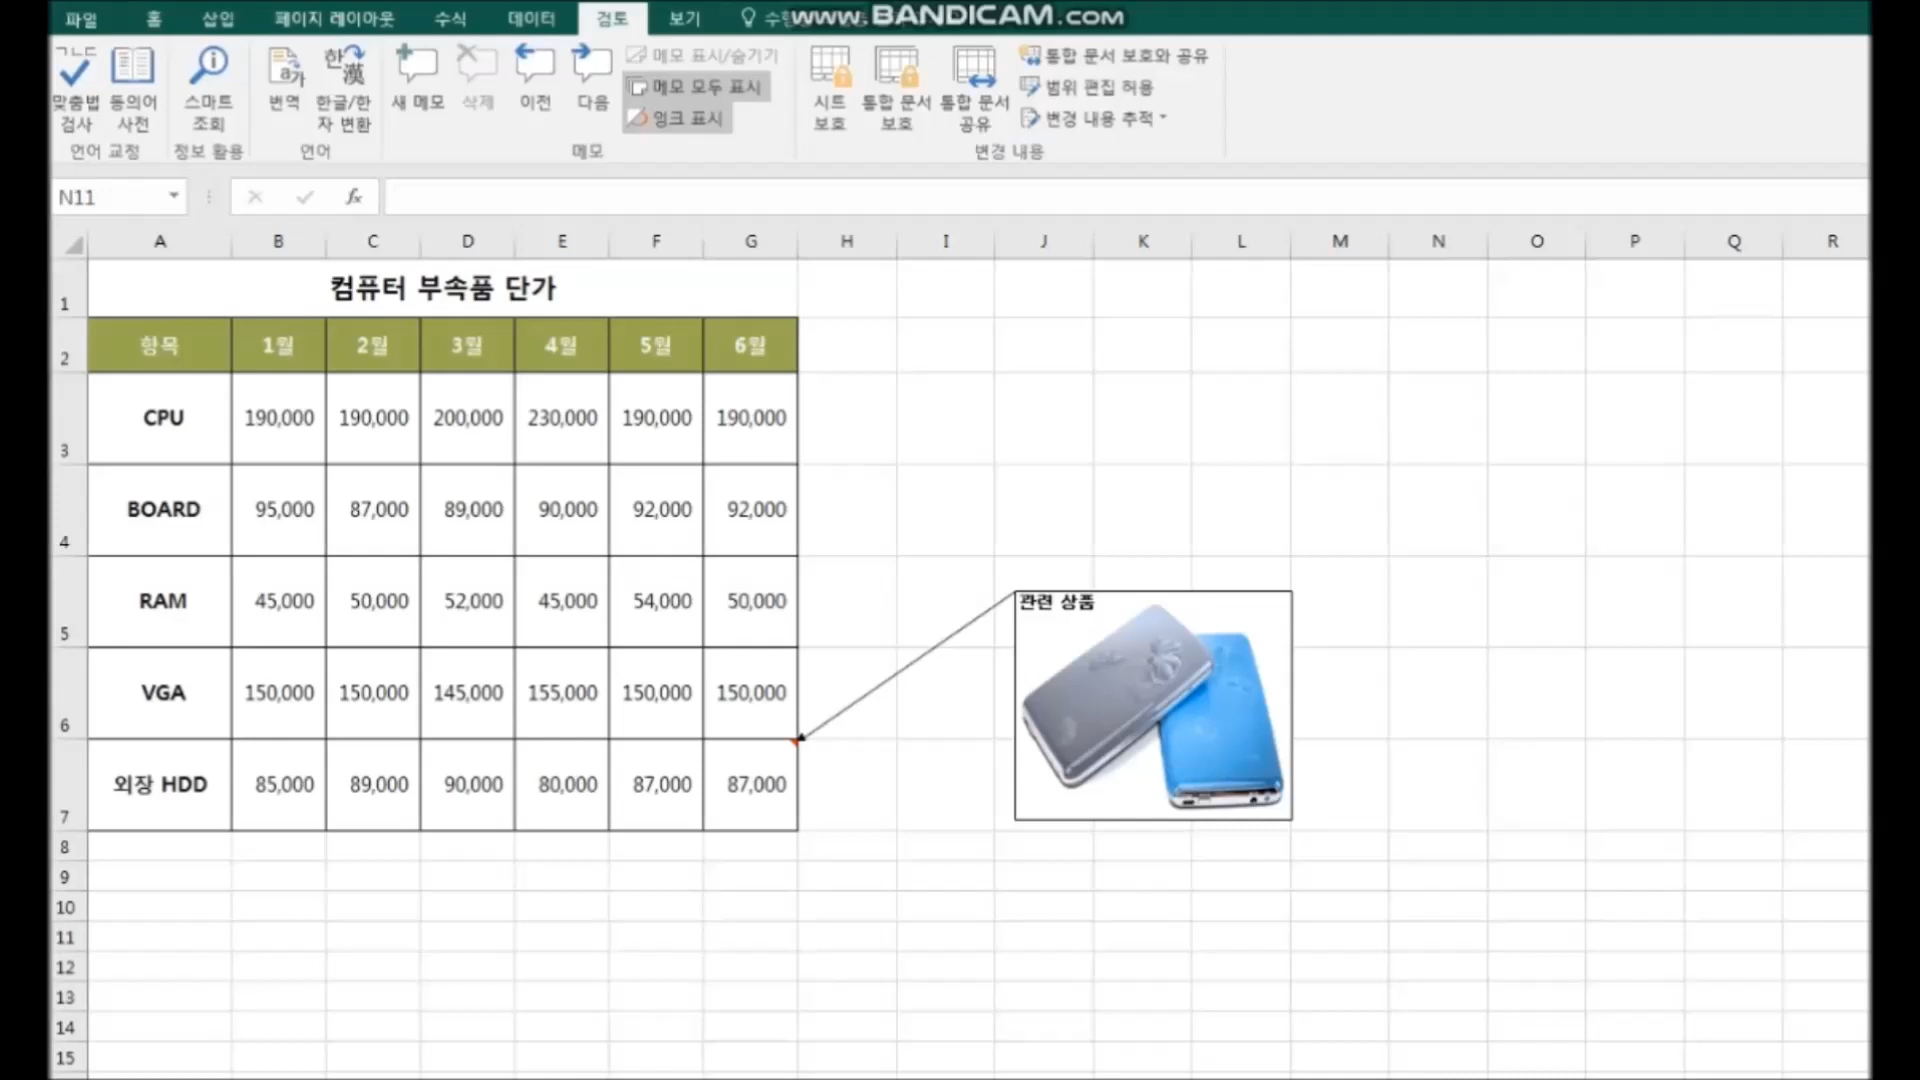 www.BANDICAM.com
파일 홈 삽입 페이지 레이아웃 수식 데이터 검토 보기
ㄱㄴㄷ
맞춤법 검사
동의어 사전
스마트 조회
번역
한글/한자 변환
새 메모
삭제
이전
다음
메모 표시/숨기기
메모 모두 표시
잉크 표시
시트 보호
통합 문서 보호
통합 문서 공유
통합 문서 보호와 공유
범위 편집 허용
변경 내용 추적
언어 교정 정보 활용 언어 메모 변경 내용
N11 fx
A B C D E F G H I J K L M N O P Q R
1 컴퓨터 부속품 단가
2 항목 1월 2월 3월 4월 5월 6월
3 CPU 190,000 190,000 200,000 230,000 190,000 190,000
4 BOARD 95,000 87,000 89,000 90,000 92,000 92,000
5 RAM 45,000 50,000 52,000 45,000 54,000 50,000
관련 상품
6 VGA 150,000 150,000 145,000 155,000 150,000 150,000
7 외장 HDD 85,000 89,000 90,000 80,000 87,000 87,000
8
9
10
11
12
13
14
15